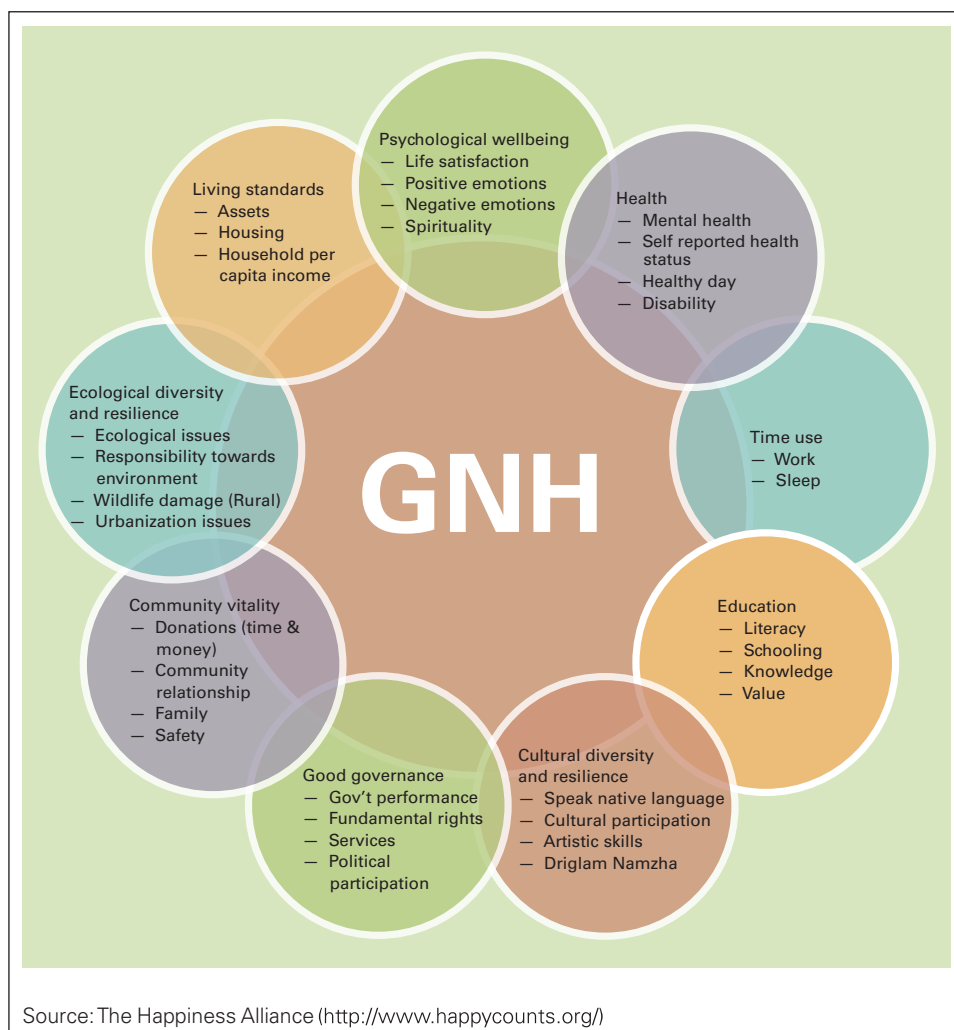 Psychological wellbeing
— Life satisfaction
— Positive emotions
— Negative emotions
— Spirituality
Health
— Mental health
— Self reported health
status
— Healthy day
— Disability
Time use
— Work
— Sleep
Education
— Literacy
— Schooling
— Knowledge
— Value
Cultural diversity
and resilience
— Speak native language
— Cultural participation
— Artistic skills
— Driglam Namzha
Good governance
— Gov't performance
— Fundamental rights
— Services
— Political
participation
Community vitality
— Donations (time &
money)
— Community
relationship
— Family
— Safety
Ecological diversity
and resilience
— Ecological issues
— Responsibility towards
environment
— Wildlife damage (Rural)
— Urbanization issues
Living standards
— Assets
— Housing
— Household per
capita income
GNH
Source: The Happiness Alliance (http://www.happycounts.org/)